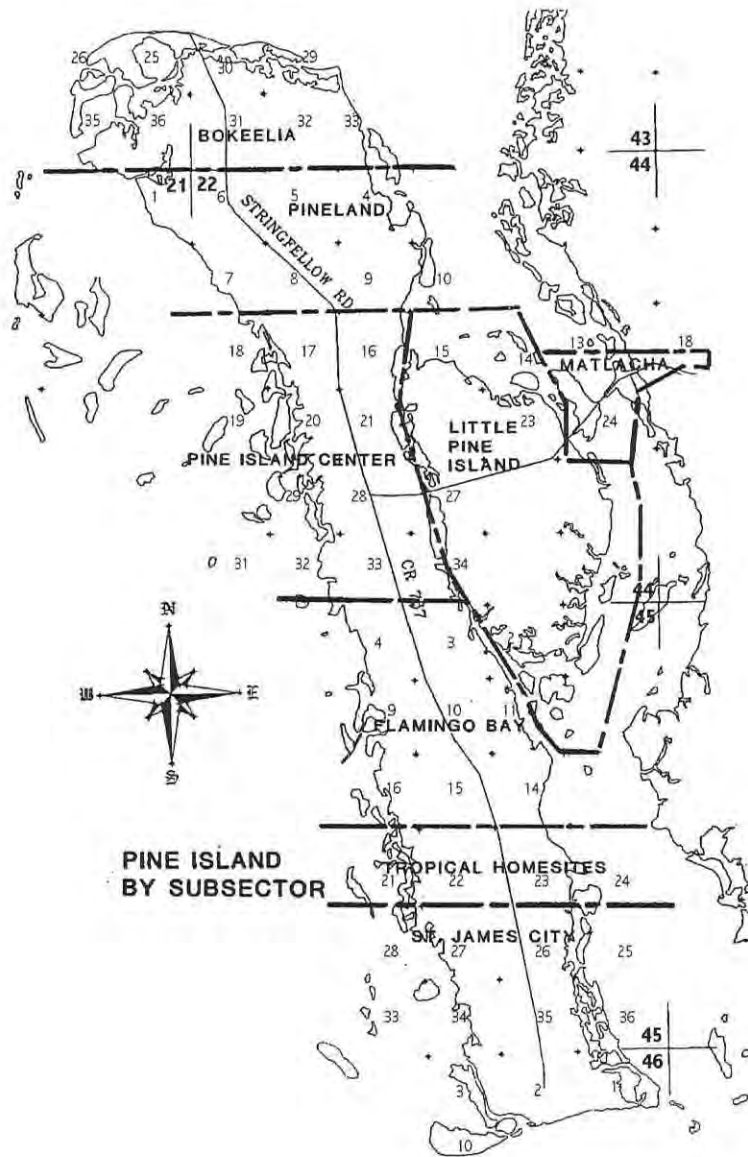 26 25 30 29
35 36 31 32 33
BOKEELIA
43
44
21 22
1 6 5 4
PINELAND
STRINGFELLOW RD
7 8 9 10
18 17 16 15 14 13 18
MATLACHA
19 20 21 23 24
LITTLE
PINE
ISLAND
PINE ISLAND CENTER
29 28 27
31 32 33 34
CR 767
44
45
N
W E
S
4 3
9 10 11
FLAMINGO BAY
16 15 14
PINE ISLAND
BY SUBSECTOR
TROPICAL HOMESITES
21 22 23 24
ST. JAMES CITY
28 27 26 25
33 34 35 36
45
46
3 2 1
10